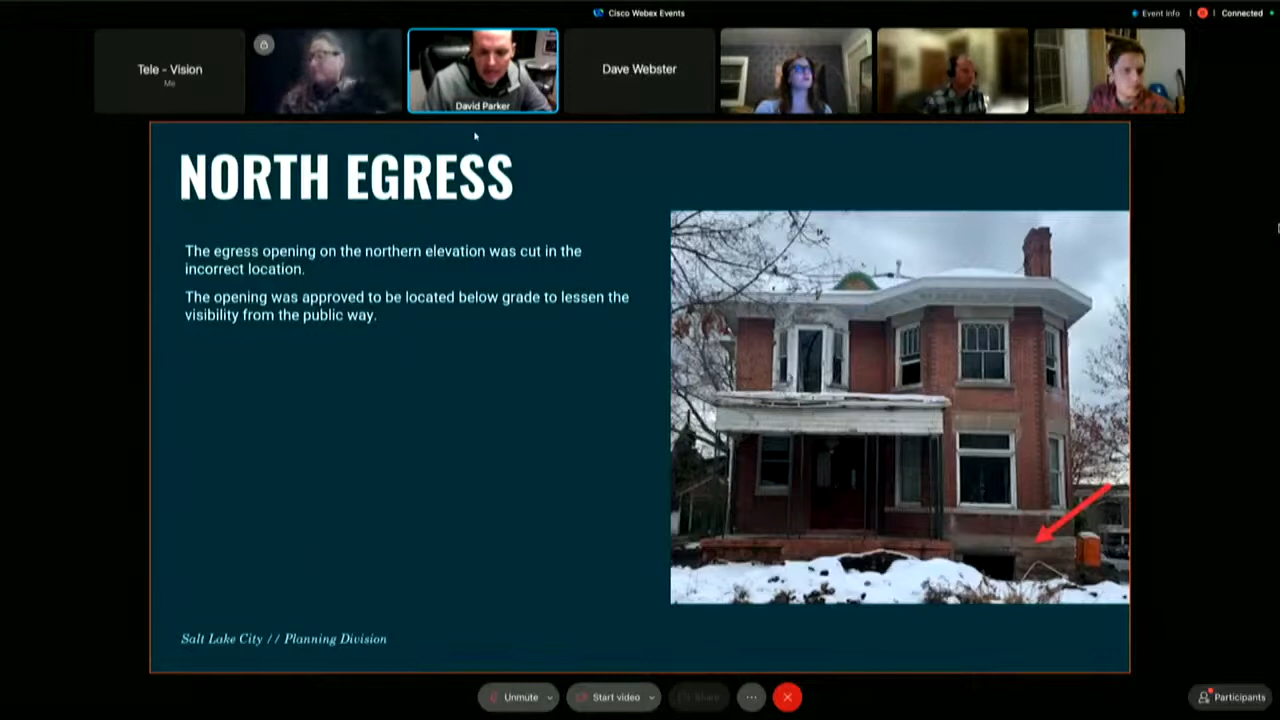 Cisco Webex Events
Event Info
Connected
Tele - Vision
Me
David Parker
Dave Webster
NORTH EGRESS
The egress opening on the northern elevation was cut in the
incorrect location.
The opening was approved to be located below grade to lessen the
visibility from the public way.
Salt Lake City // Planning Division
Unmute
Start video
Share
Participants